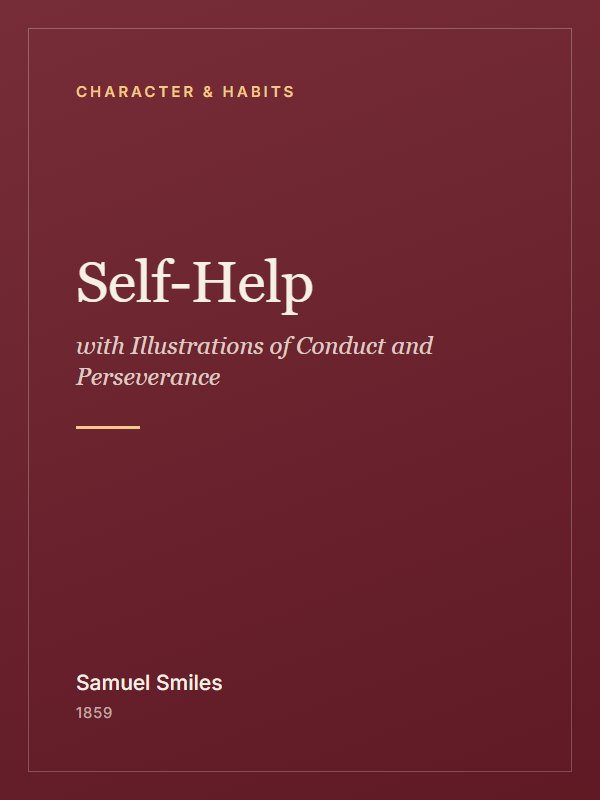 CHARACTER & HABITS
Self-Help
with Illustrations of Conduct and
Perseverance
Samuel Smiles
1859